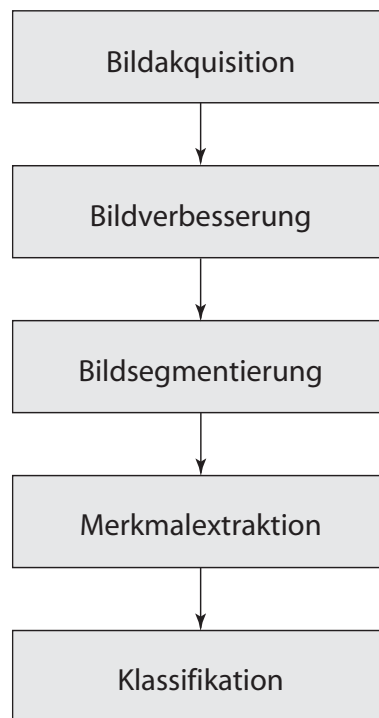 Bildakquisition
Bildverbesserung
Bildsegmentierung
Merkmalextraktion
Klassifikation